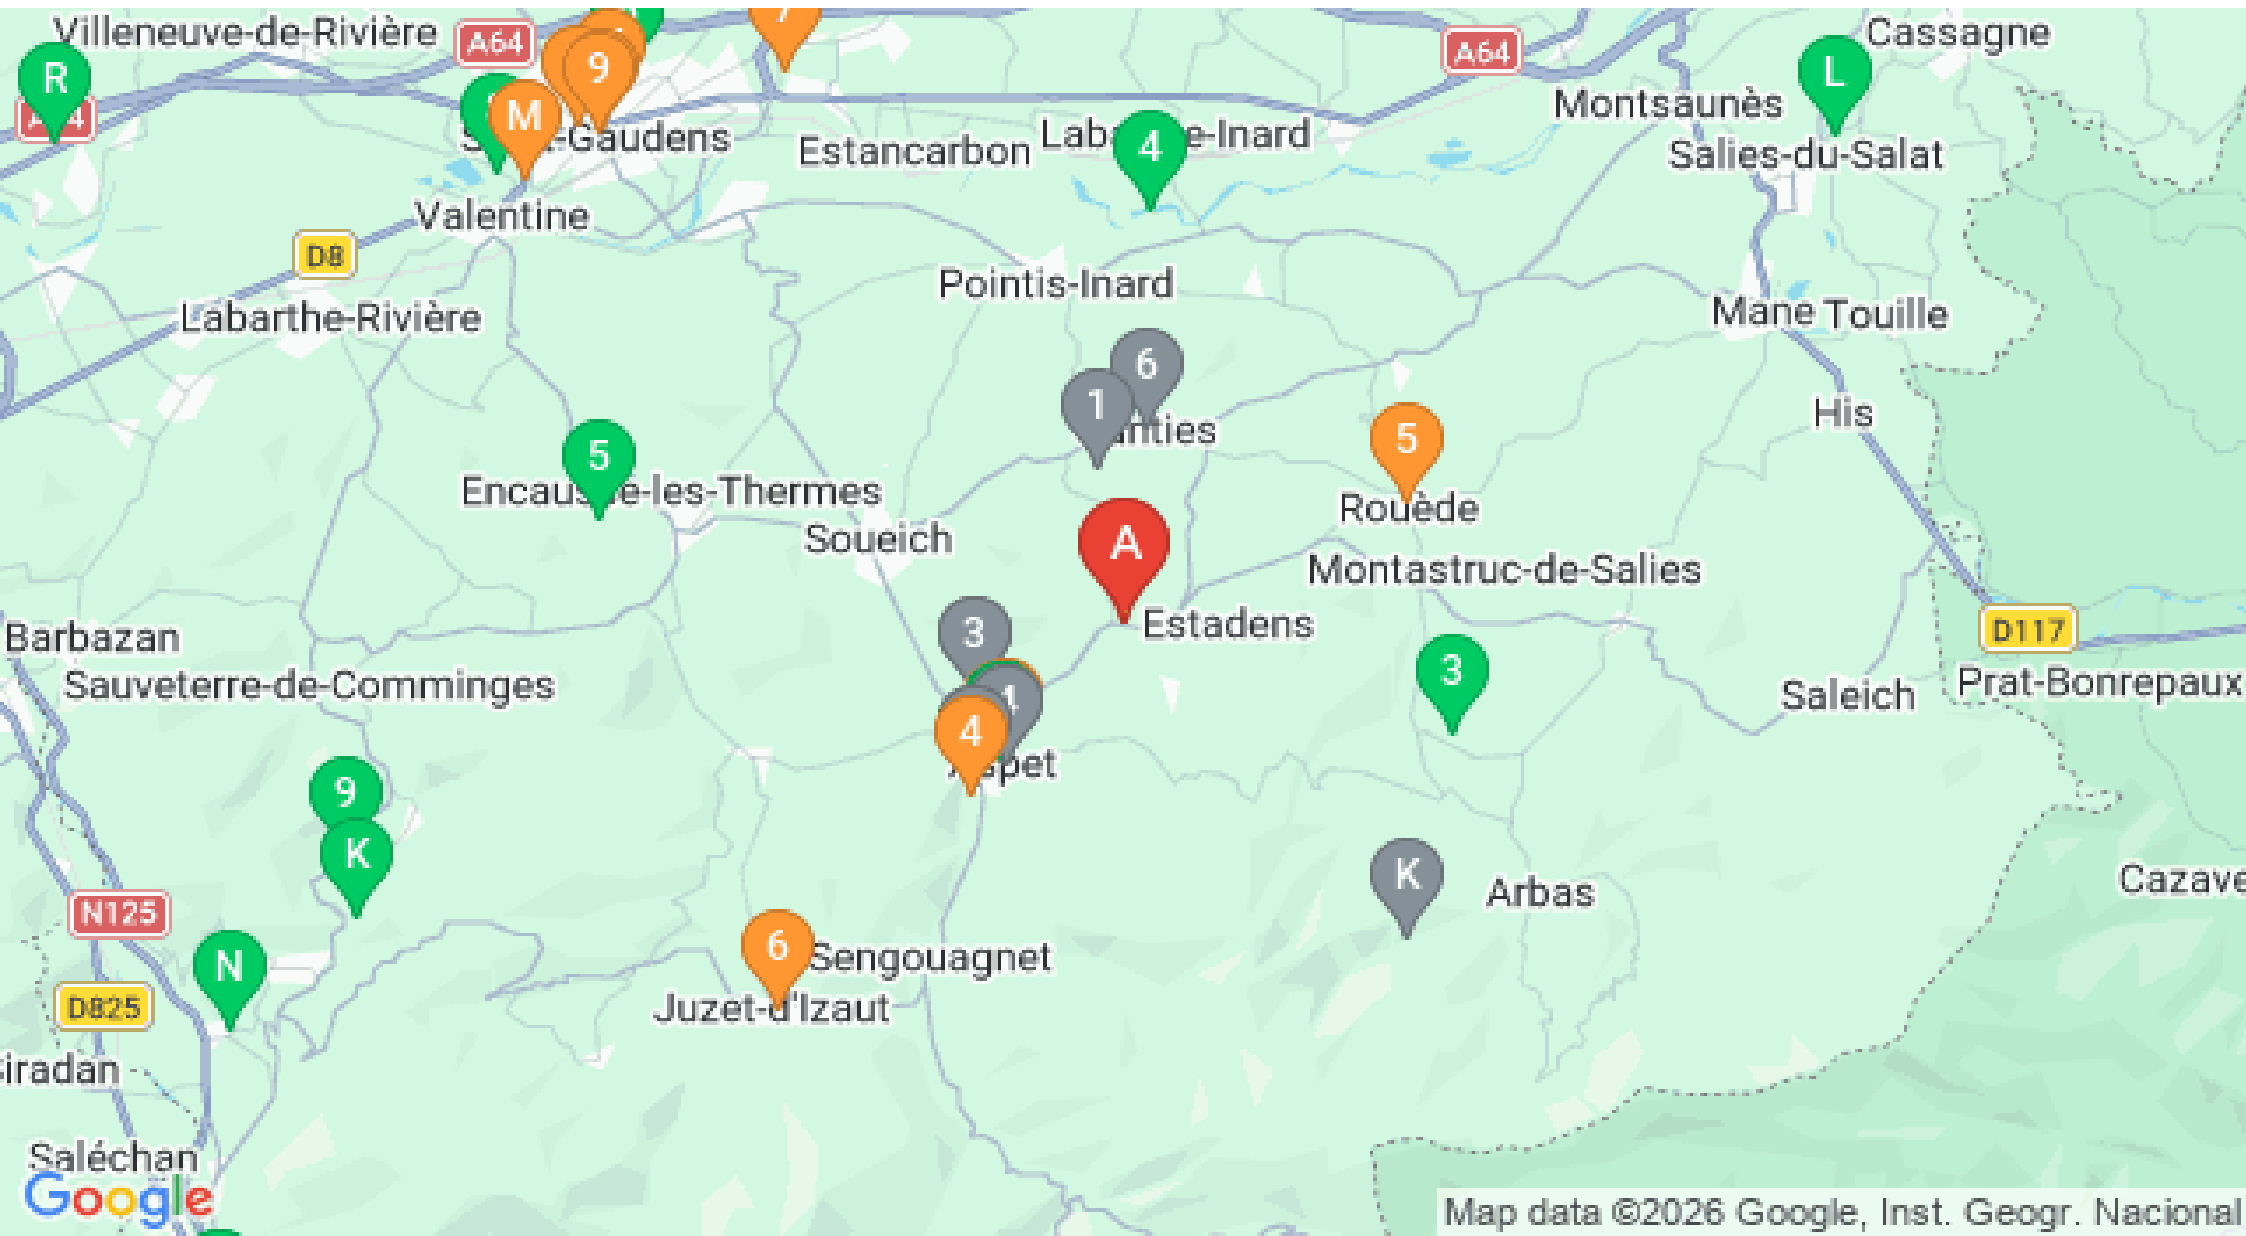 Villeneuve-de-Rivière
A64
A64
Cassagne
R
9
L
M
4
Montsaunès
Estancarbon
Salies-du-Salat
Valentine
D8
Pointis-Inard
Labarthe-Rivière
Mane
Touille
6
1
His
5
5
Rouède
Soueich
A
Montastruc-de-Salies
Estadens
3
D117
Barbazan
3
Sauveterre-de-Comminges
Prat-Bonrepaux
Saleich
4
9
K
K
Arbas
N125
6
Sengouagnet
N
D825
Juzet-d'Izaut
Saléchan
Google
Map data ©2026 Google, Inst. Geogr. Nacional